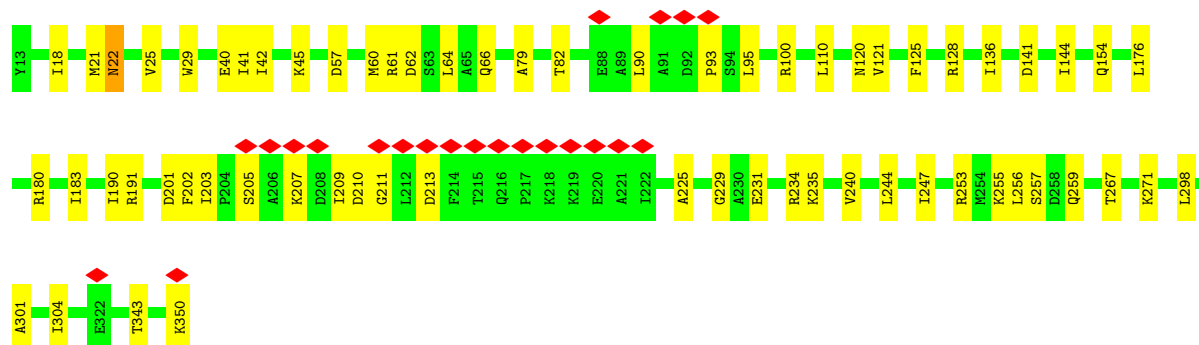 Y13 I18 M21 N22 V25 W29 E40 I41 I42 K45 D57 M60 R61 D62 S63 L64 A65 Q66 A79 T82 E88 A89 L90 A91 D92 P93 S94 L95 R100 L110 N120 V121 F125 R128 I136 D141 I144 Q154 L176
R180 I183 I190 R191 D201 F202 I203 P204 S205 A206 K207 D208 I209 D210 G211 L212 D213 F214 T215 Q216 P217 K218 K219 E220 A221 I222 A225 G229 A230 E231 R234 K235 V240 L244 I247 R253 M254 K255 L256 S257 D258 Q259 T267 K271 L298
A301 I304 E322 T343 K350